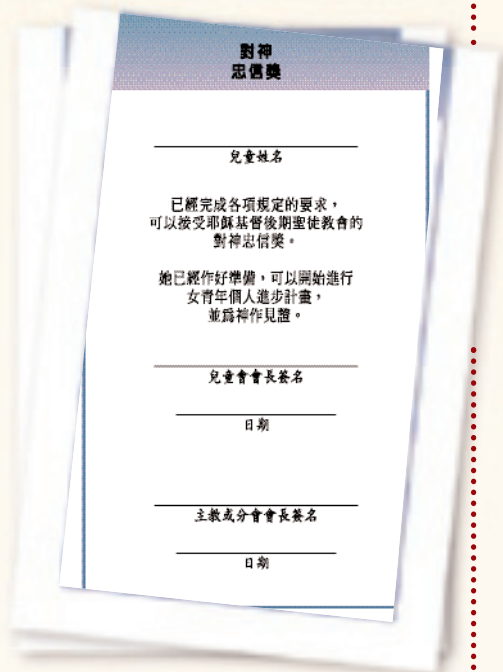 對神
忠信獎
兒童姓名
已經完成各項規定的要求，
可以接受耶穌基督後期聖徒教會的
對神忠信獎。
她已經作好準備，可以開始進行
女青年個人進步計畫，
並爲神作見證。
兒童會會長簽名
日期
主教或分會會長簽名
日期